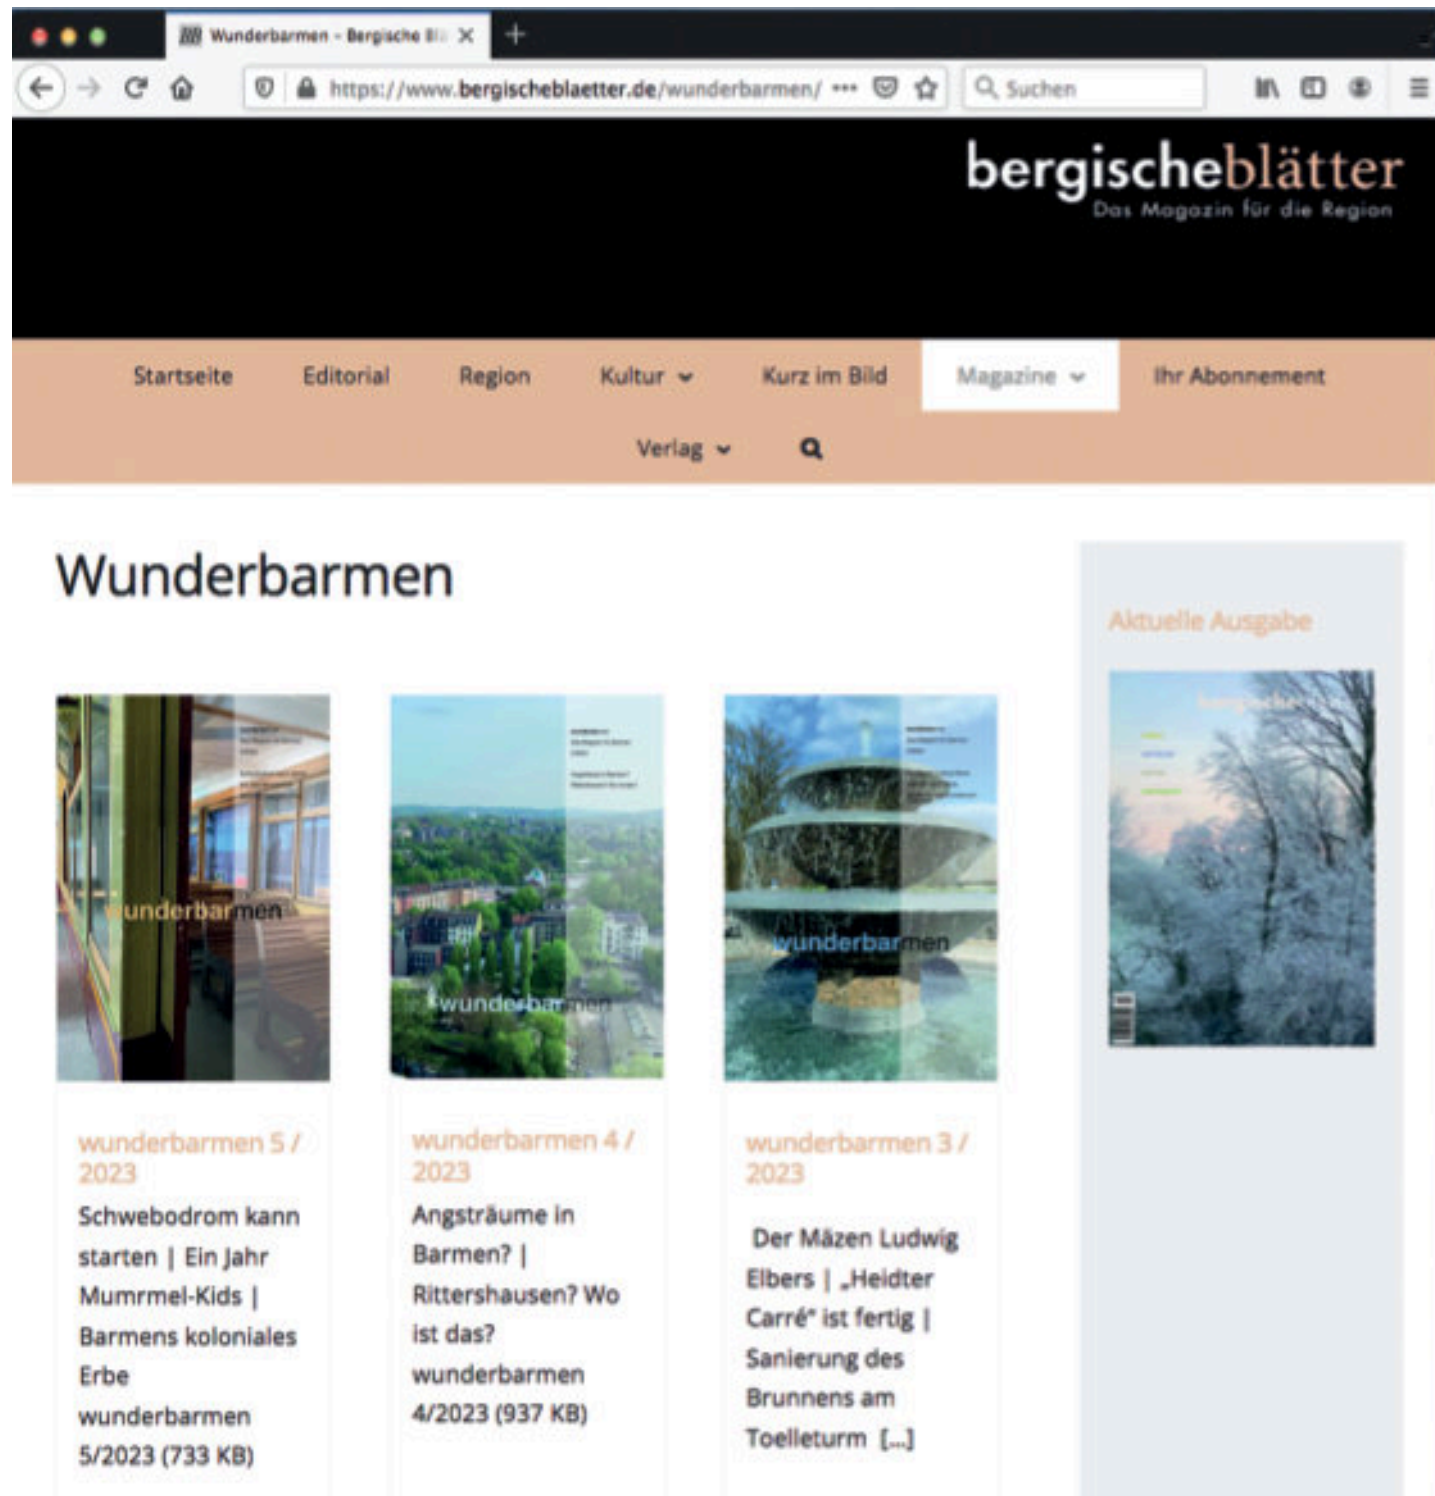 Wunderbarmen - Bergische Blä
https://www.bergischeblaetter.de/wunderbarmen/
Suchen
bergischeblätter
Das Magazin für die Region
Startseite Editorial Region Kultur Kurz im Bild Magazine Ihr Abonnement
Verlag
Wunderbarmen
Aktuelle Ausgabe
wunderbarmen
wunderbarmen
wunderbarmen
wunderbarmen 5 /
2023
Schwebodrom kann
starten | Ein Jahr
Mumrmel-Kids |
Barmens koloniales
Erbe
wunderbarmen
5/2023 (733 KB)
wunderbarmen 4 /
2023
Angsträume in
Barmen? |
Rittershausen? Wo
ist das?
wunderbarmen
4/2023 (937 KB)
wunderbarmen 3 /
2023
Der Mäzen Ludwig
Elbers | „Heidter
Carré“ ist fertig |
Sanierung des
Brunnens am
Toelleturm [...]